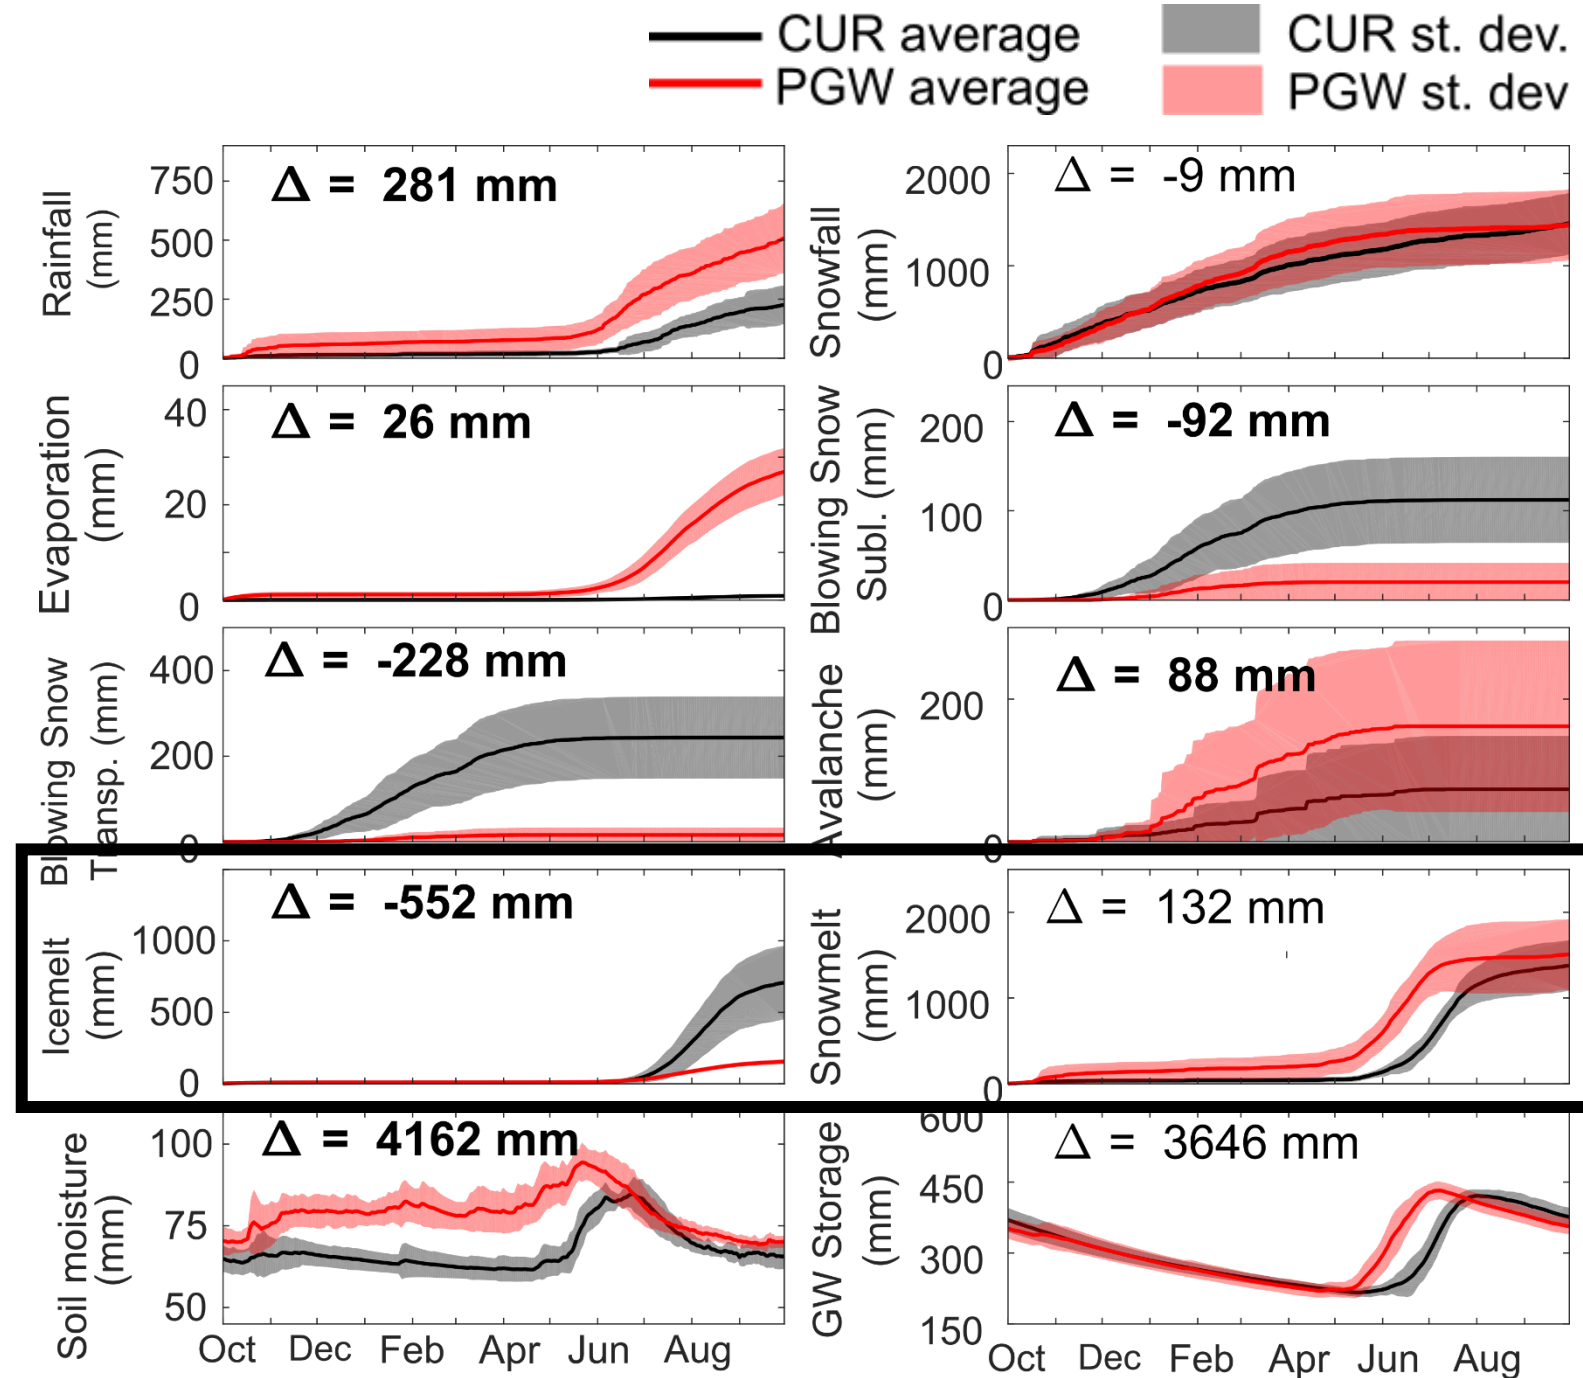 CUR average
CUR st. dev.
PGW average
PGW st. dev
Rainfall
(mm)
750
500
250
0
Δ = 281 mm
Snowfall
(mm)
2000
1000
0
Δ = -9 mm
Evaporation
(mm)
40
20
0
Δ = 26 mm
Blowing Snow
Subl. (mm)
200
100
0
Δ = -92 mm
Blowing Snow
Transp. (mm)
400
200
0
Δ = -228 mm
Avalanche
(mm)
200
0
Δ = 88 mm
Icemelt
(mm)
1000
500
0
Δ = -552 mm
Snowmelt
(mm)
2000
1000
0
Δ = 132 mm
Soil moisture
(mm)
100
75
50
Δ = 4162 mm
GW Storage
(mm)
600
450
300
150
Δ = 3646 mm
Oct Dec Feb Apr Jun Aug
Oct Dec Feb Apr Jun Aug